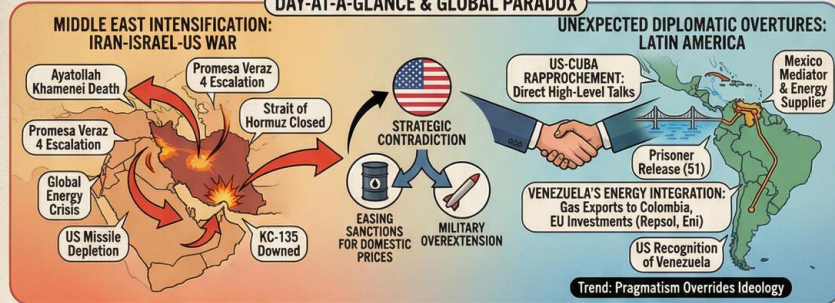 DAY-AT-A-GLANCE & GLOBAL PARADOX
MIDDLE EAST INTENSIFICATION:
IRAN-ISRAEL-US WAR
Ayatollah
Khamenei Death
Promesa Veraz
4 Escalation
Strait of
Hormuz Closed
Promesa Veraz
4 Escalation
Global
Energy
Crisis
US Missile
Depletion
KC-135
Downed
STRATEGIC
CONTRADICTION
EASING
SANCTIONS
FOR DOMESTIC
PRICES
MILITARY
OVEREXTENSION
UNEXPECTED DIPLOMATIC OVERTURES:
LATIN AMERICA
US-CUBA
RAPPROCHEMENT:
Direct High-Level Talks
Mexico
Mediator
& Energy
Supplier
Prisoner
Release (51)
VENEZUELA'S ENERGY INTEGRATION:
Gas Exports to Colombia,
EU Investments (Repsol, Eni)
US Recognition
of Venezuela
Trend: Pragmatism Overrides Ideology